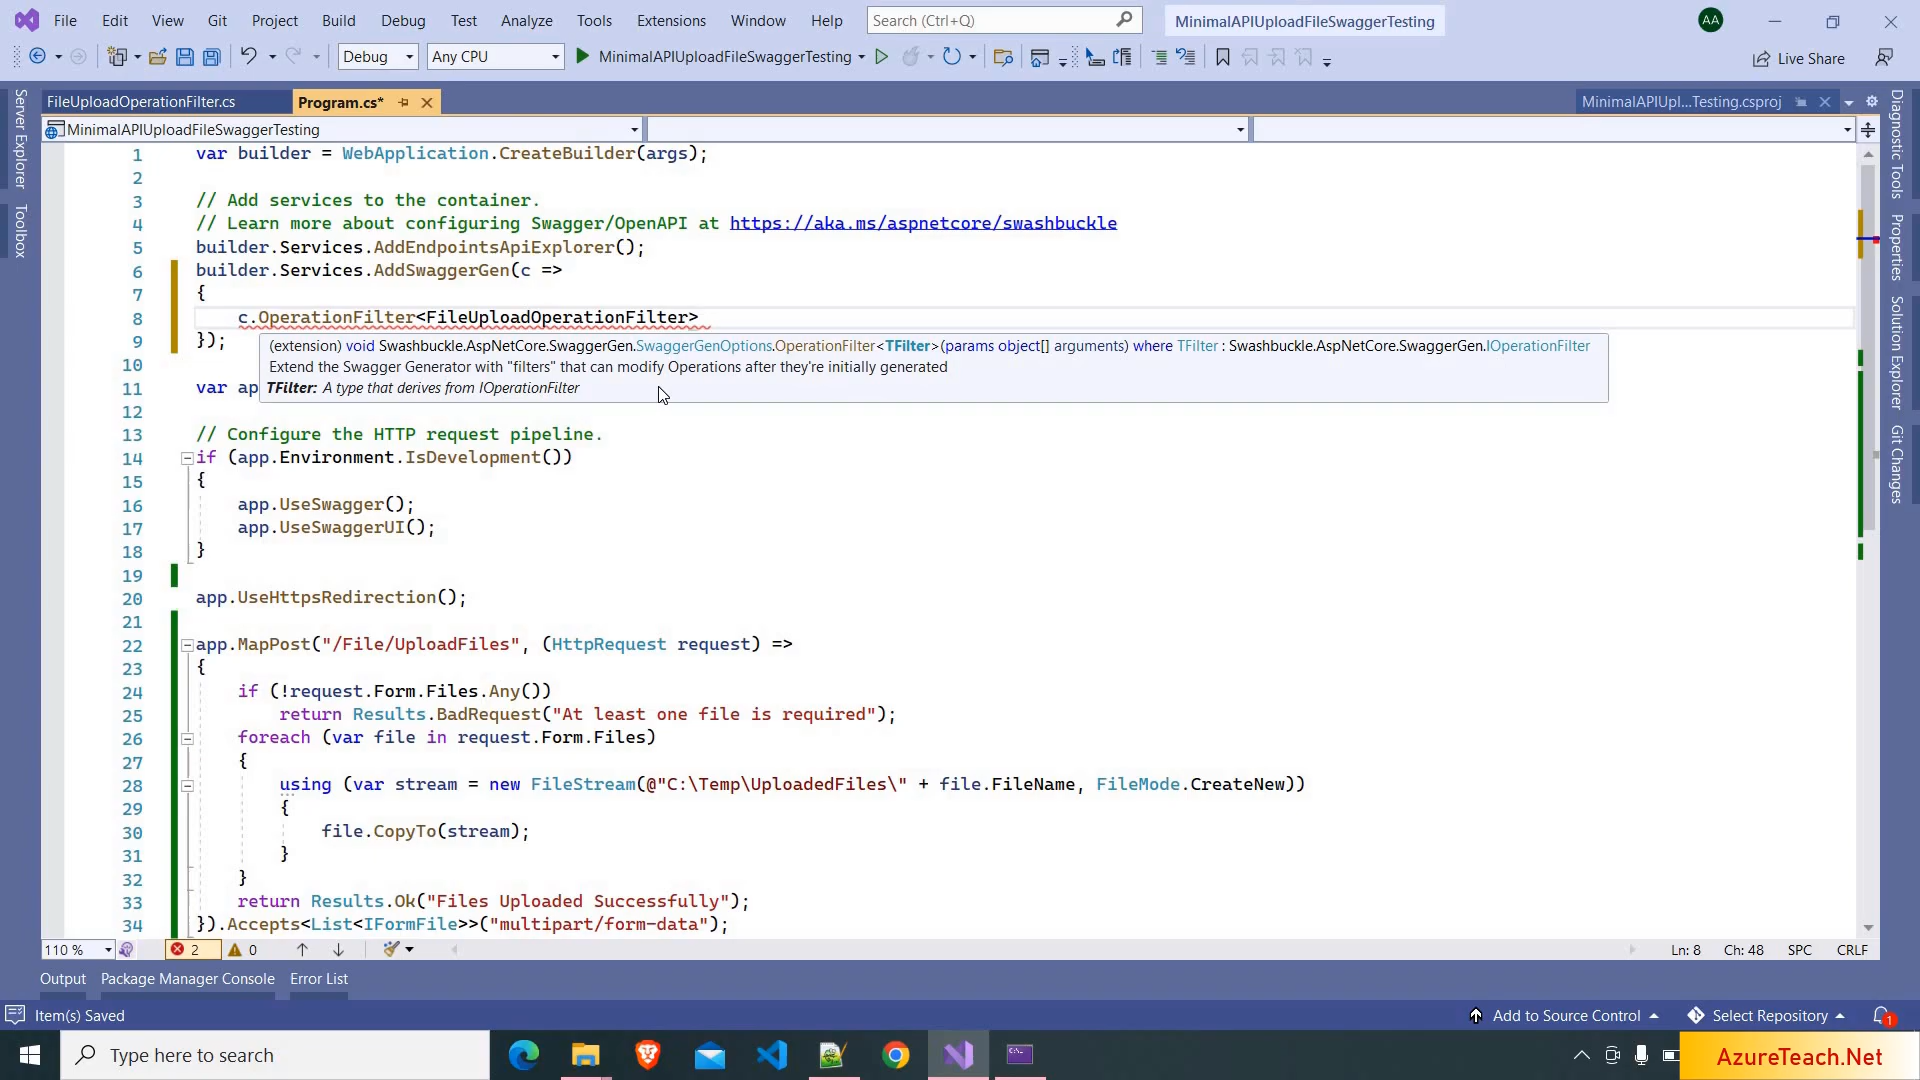 File Edit View Git Project Build Debug Test Analyze Tools Extensions Window Help Search (Ctrl+Q) MinimalAPIUploadFileSwaggerTesting AA
Debug Any CPU MinimalAPIUploadFileSwaggerTesting Live Share
FileUploadOperationFilter.cs Program.cs* MinimalAPIUpl...Testing.csproj
MinimalAPIUploadFileSwaggerTesting
Server Explorer
Toolbox
1 var builder = WebApplication.CreateBuilder(args);
2
3 // Add services to the container.
4 // Learn more about configuring Swagger/OpenAPI at https://aka.ms/aspnetcore/swashbuckle
5 builder.Services.AddEndpointsApiExplorer();
6 builder.Services.AddSwaggerGen(c =>
7 {
8 c.OperationFilter<FileUploadOperationFilter>
9 });
(extension) void Swashbuckle.AspNetCore.SwaggerGen.SwaggerGenOptions.OperationFilter<TFilter>(params object[] arguments) where TFilter : Swashbuckle.AspNetCore.SwaggerGen.IOperationFilter
10 Extend the Swagger Generator with "filters" that can modify Operations after they're initially generated
11 var ap TFilter: A type that derives from IOperationFilter
12
13 // Configure the HTTP request pipeline.
14 if (app.Environment.IsDevelopment())
15 {
16 app.UseSwagger();
17 app.UseSwaggerUI();
18 }
19
20 app.UseHttpsRedirection();
21
22 app.MapPost("/File/UploadFiles", (HttpRequest request) =>
23 {
24 if (!request.Form.Files.Any())
25 return Results.BadRequest("At least one file is required");
26 foreach (var file in request.Form.Files)
27 {
28 using (var stream = new FileStream(@"C:\Temp\UploadedFiles\" + file.FileName, FileMode.CreateNew))
29 {
30 file.CopyTo(stream);
31 }
32 }
33 return Results.Ok("Files Uploaded Successfully");
34 }).Accepts<List<IFormFile>>("multipart/form-data");
Diagnostic Tools
Properties
Solution Explorer
Git Changes
110 % 2 0 Ln: 8 Ch: 48 SPC CRLF
Output Package Manager Console Error List
Item(s) Saved Add to Source Control Select Repository 1
Type here to search AzureTeach.Net